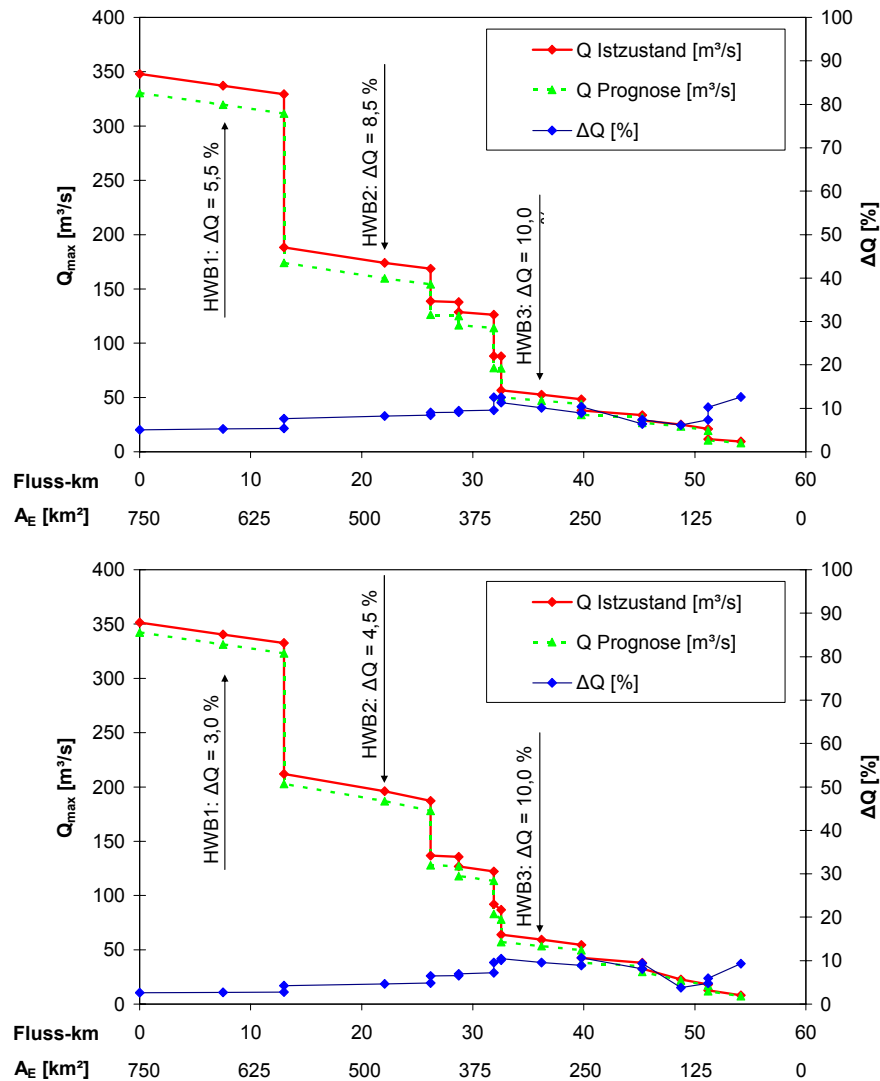 400
350
300
250
200
150
100
50
0
Qmax [m³/s]
100
90
80
70
60
50
40
30
20
10
0
ΔQ [%]
Q Istzustand [m³/s]
Q Prognose [m³/s]
ΔQ [%]
HWB1: ΔQ = 5,5 %
HWB2: ΔQ = 8,5 %
HWB3: ΔQ = 10,0
0 10 20 30 40 50 60
Fluss-km
AE [km²] 750 625 500 375 250 125 0
400
350
300
250
200
150
100
50
0
Qmax [m³/s]
100
90
80
70
60
50
40
30
20
10
0
ΔQ [%]
Q Istzustand [m³/s]
Q Prognose [m³/s]
ΔQ [%]
HWB1: ΔQ = 3,0 %
HWB2: ΔQ = 4,5 %
HWB3: ΔQ = 10,0 %
0 10 20 30 40 50 60
Fluss-km
AE [km²] 750 625 500 375 250 125 0